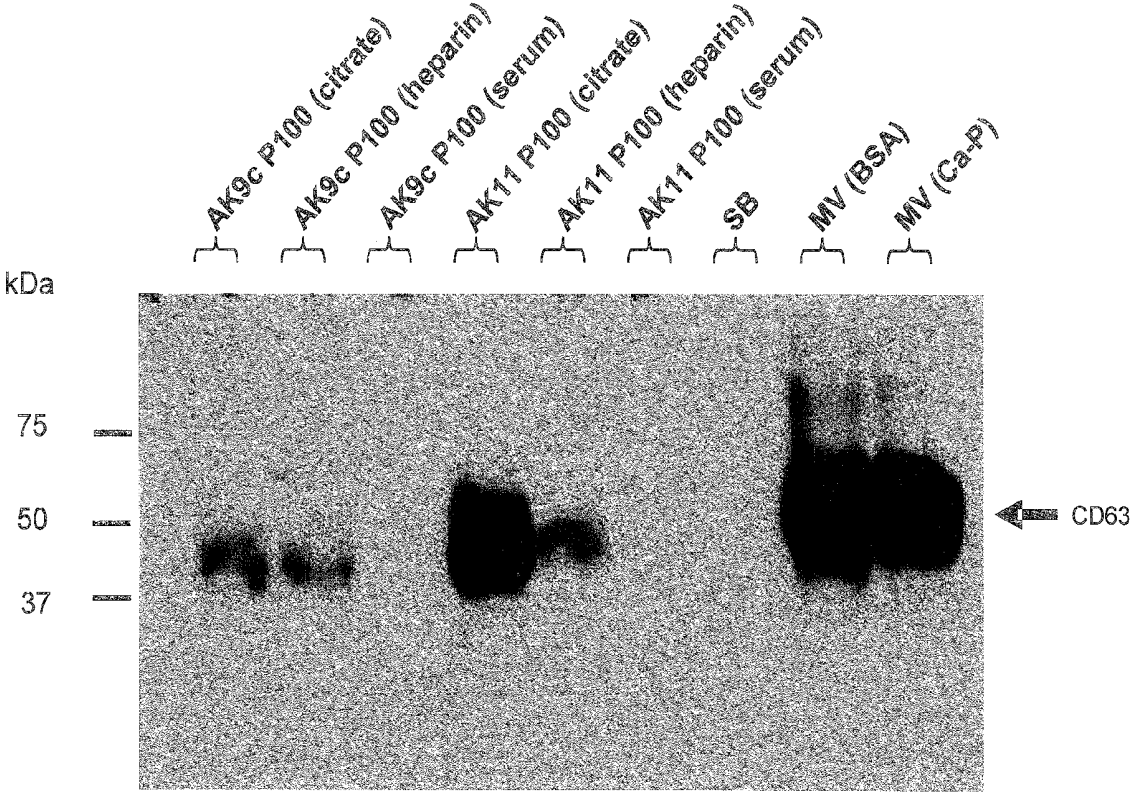 AK9c P100 (citrate)
AK9c P100 (heparin)
AK9c P100 (serum)
AK11 P100 (citrate)
AK11 P100 (heparin)
AK11 P100 (serum)
SB
MV (BSA)
MV (Ca-P)
kDa
75
50
37
CD63